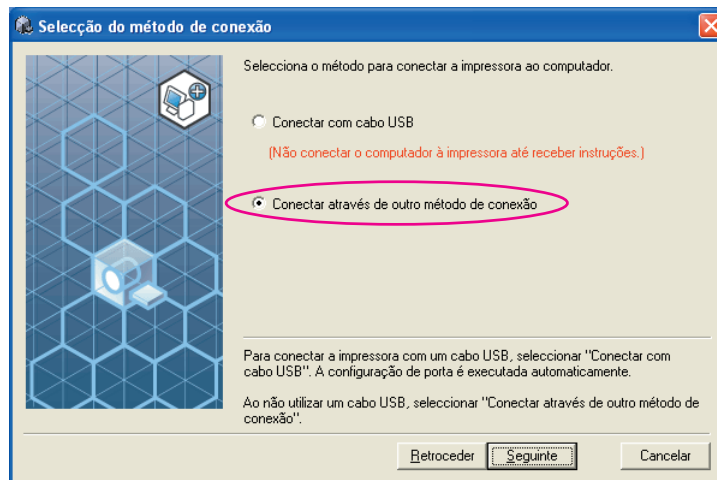 Selecção do método de conexão
Selecciona o método para conectar a impressora ao computador.
Conectar com cabo USB
(Não conectar o computador à impressora até receber instruções.)
Conectar através de outro método de conexão
Para conectar a impressora com um cabo USB, seleccionar "Conectar com
cabo USB". A configuração de porta é executada automaticamente.
Ao não utilizar um cabo USB, seleccionar "Conectar através de outro método de
conexão".
Retroceder Seguinte Cancelar